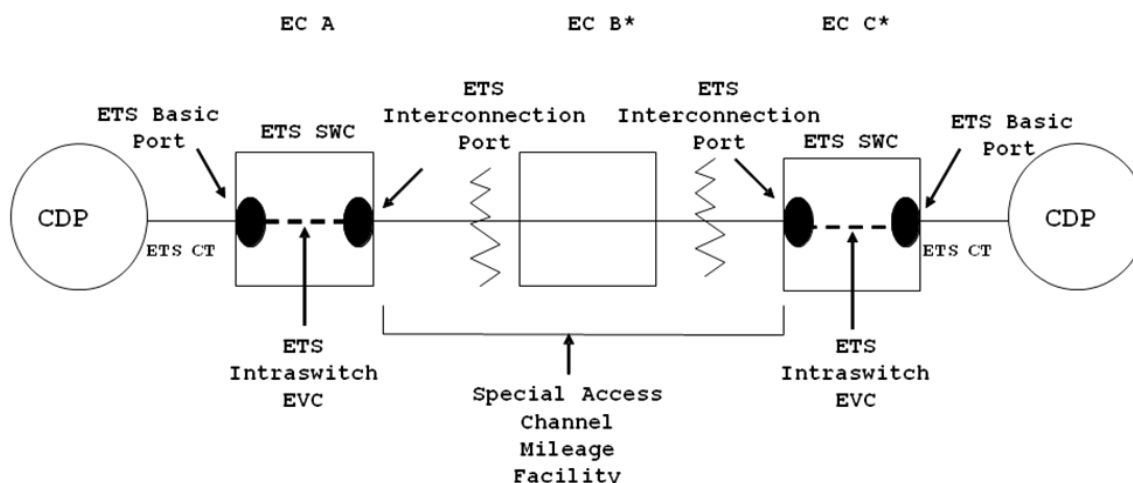 EC A
EC B*
EC C*
ETS Basic
Port
ETS SWC
ETS
Interconnection
Port
ETS
Interconnection
Port
ETS SWC
ETS Basic
Port
CDP
ETS CT
ETS CT
CDP
ETS
Intraswitch
EVC
Special Access
Channel
Mileage
Facility
ETS
Intraswitch
EVC